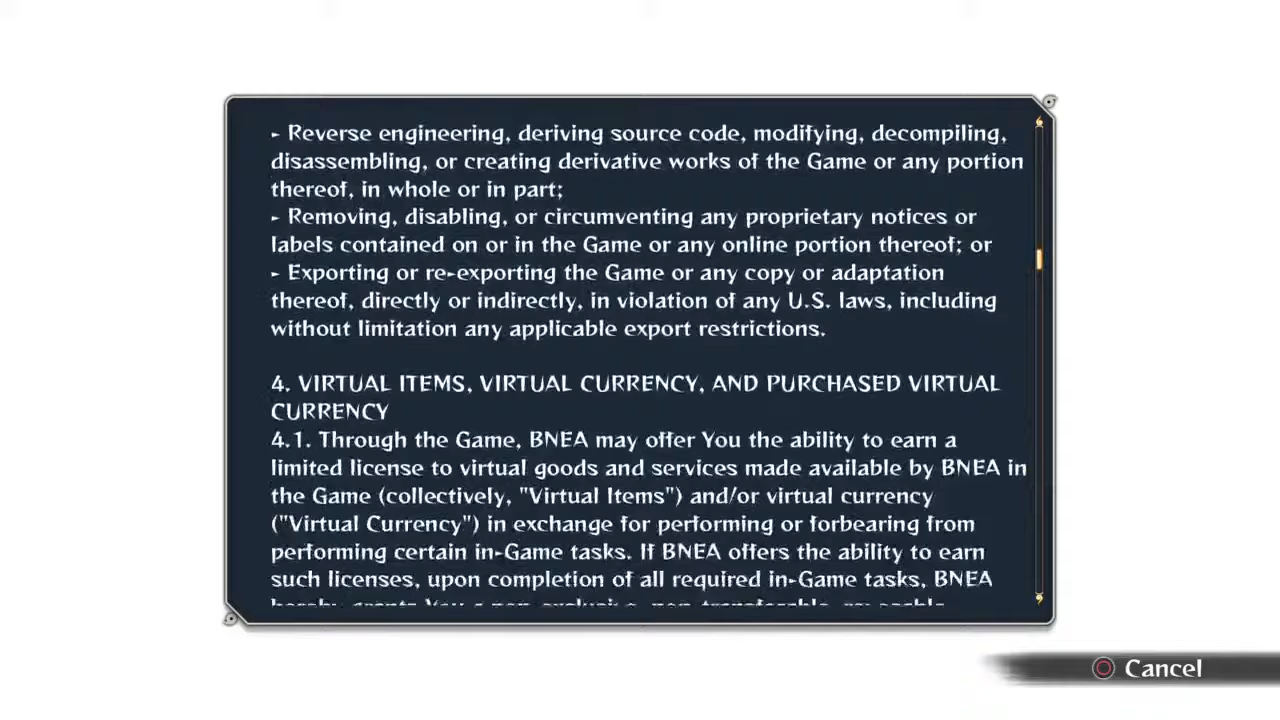 - Reverse engineering, deriving source code, modifying, decompiling,
disassembling, or creating derivative works of the Game or any portion
thereof, in whole or in part;
- Removing, disabling, or circumventing any proprietary notices or
labels contained on or in the Game or any online portion thereof; or
- Exporting or re-exporting the Game or any copy or adaptation
thereof, directly or indirectly, in violation of any U.S. laws, including
without limitation any applicable export restrictions.
4. VIRTUAL ITEMS, VIRTUAL CURRENCY, AND PURCHASED VIRTUAL
CURRENCY
4.1. Through the Game, BNEA may offer You the ability to earn a
limited license to virtual goods and services made available by BNEA in
the Game (collectively, "Virtual Items") and/or virtual currency
("Virtual Currency") in exchange for performing or forbearing from
performing certain in-Game tasks. If BNEA offers the ability to earn
such licenses, upon completion of all required in-Game tasks, BNEA
Cancel